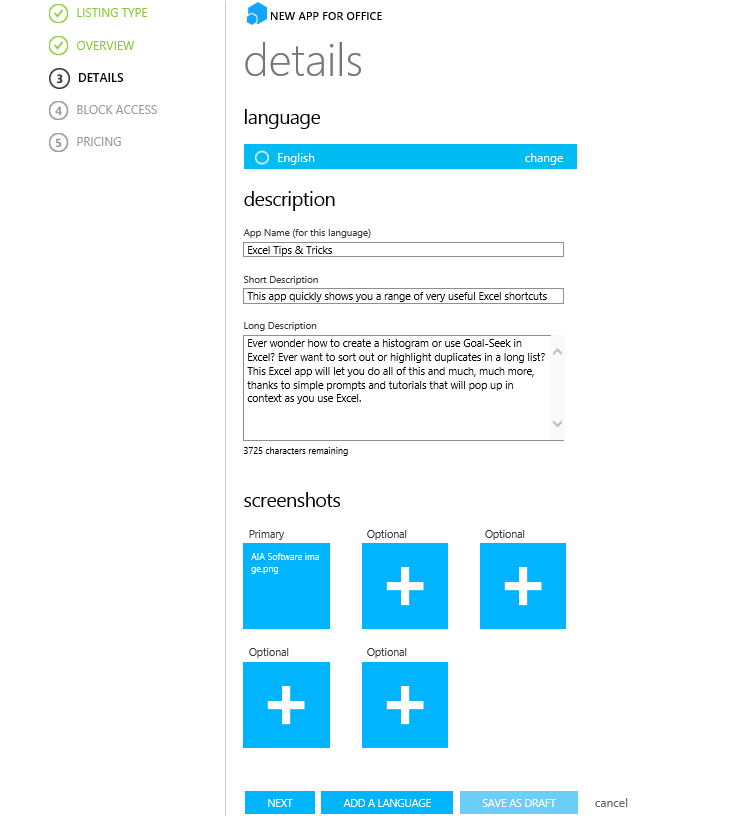 LISTING TYPE
OVERVIEW
3 DETAILS
4 BLOCK ACCESS
5 PRICING
NEW APP FOR OFFICE
details
language
English change
description
App Name (for this language)
Excel Tips & Tricks
Short Description
This app quickly shows you a range of very useful Excel shortcuts
Long Description
Ever wonder how to create a histogram or use Goal-Seek in
Excel? Ever want to sort out or highlight duplicates in a long list?
This Excel app will let you do all of this and much, much more,
thanks to simple prompts and tutorials that will pop up in
context as you use Excel.
3725 characters remaining
screenshots
Primary Optional Optional
AIA Software ima
ge.png
Optional Optional
NEXT ADD A LANGUAGE SAVE AS DRAFT cancel